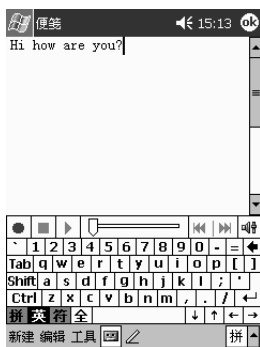 便笺 15:13 ok
Hi how are you?
` 1 2 3 4 5 6 7 8 9 0 - =
Tab q w e r t y u i o p [ ]
Shift a s d f g h j k l ; '
Ctrl z x c v b n m , . /
拼 英 符 全
新建 编辑 工具 拼